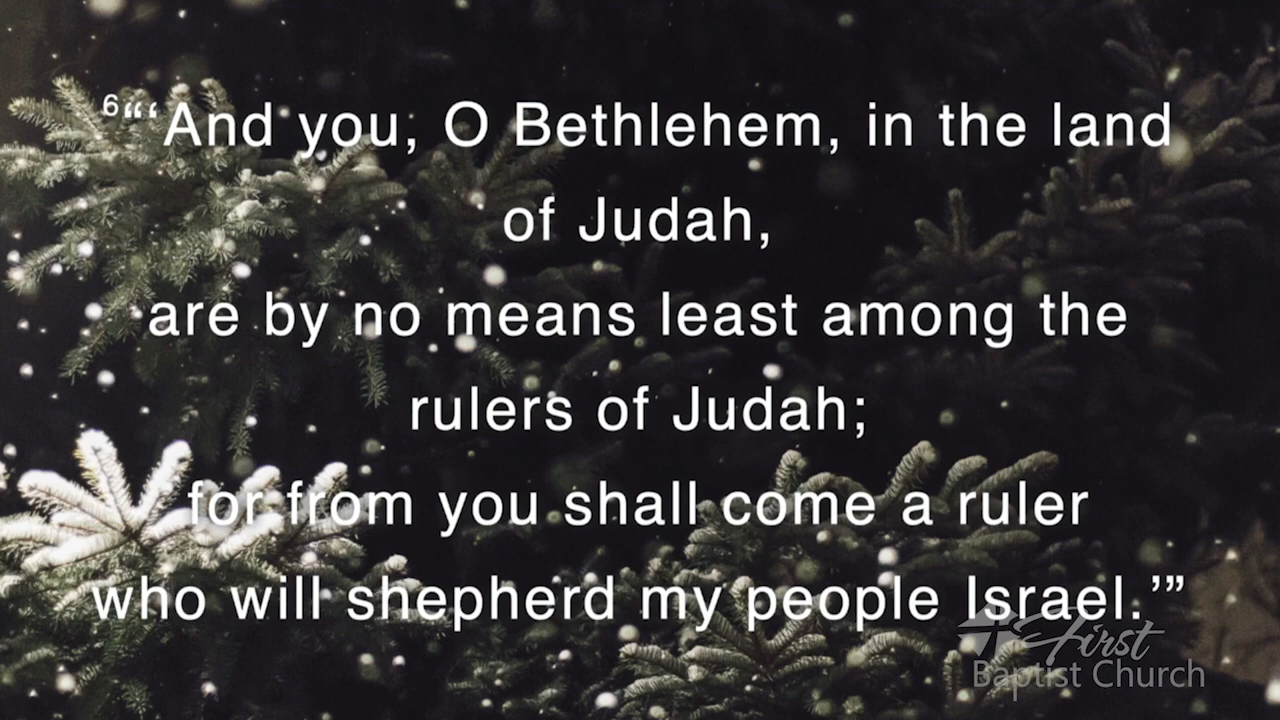 ⁶“‘And you, O Bethlehem, in the land
of Judah,
are by no means least among the
rulers of Judah;
for from you shall come a ruler
who will shepherd my people Israel.’”
First
Baptist Church